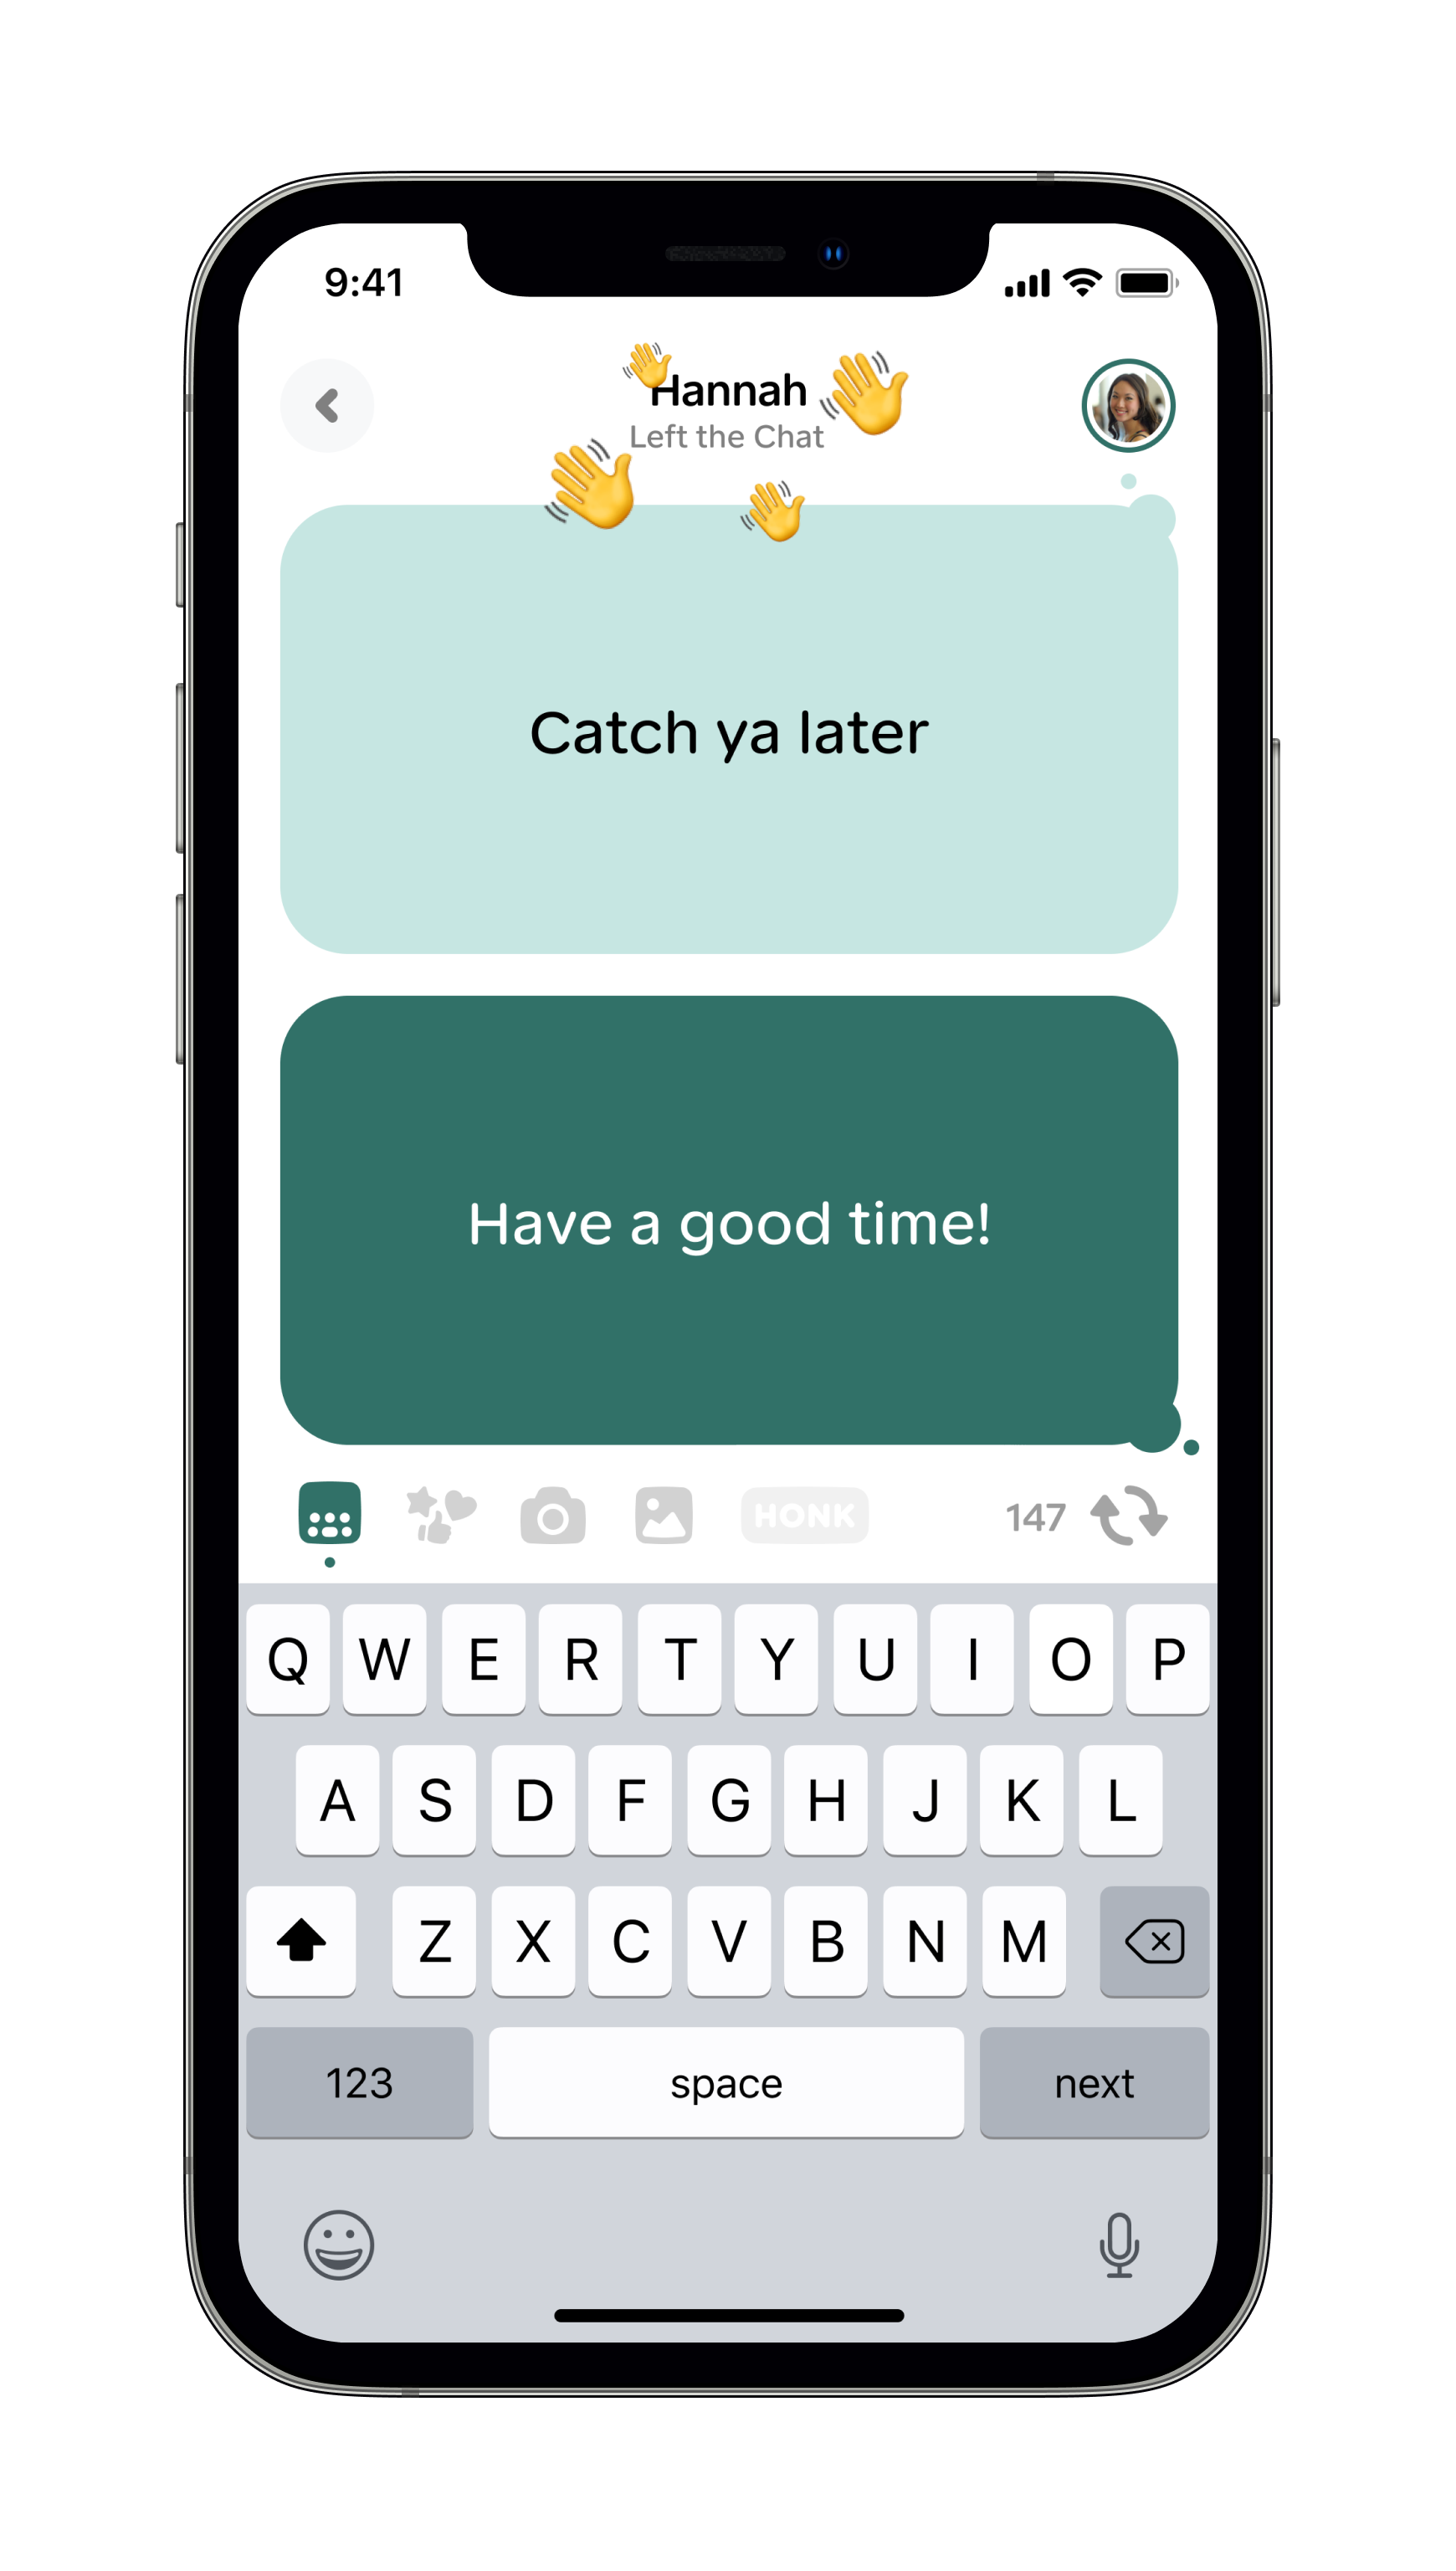 9:41
Hannah
Left the Chat
Catch ya later
Have a good time!
HONK 147
Q W E R T Y U I O P
A S D F G H J K L
Z X C V B N M
123 space next